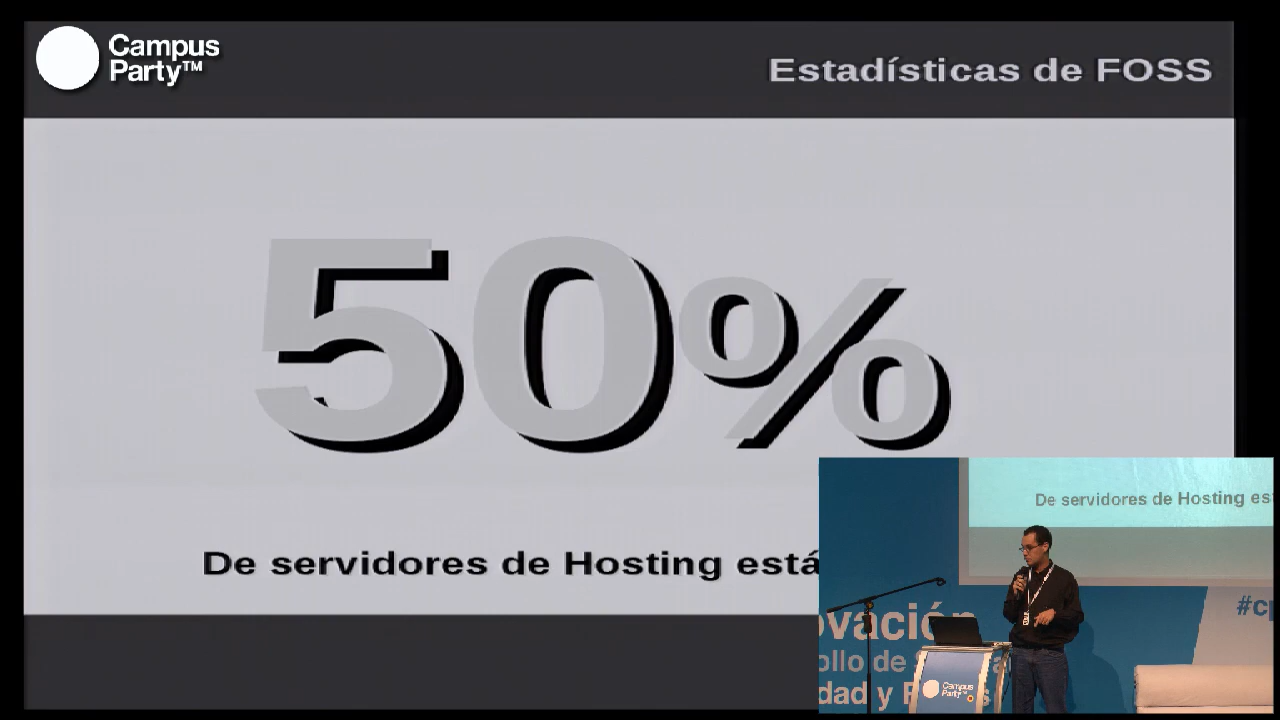 Campus
Party™
Estadísticas de FOSS
50%
De servidores de Hosting está
De servidores de Hosting es
#cp
ovación
ollo de
dad y
Campus
Party